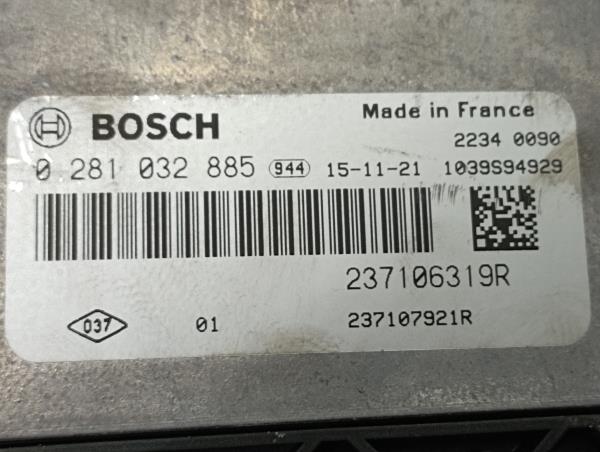 BOSCH Made in France
2234 0090
0 281 032 885 944 15-11-21 1039S94929
237106319R
037 01 237107921R